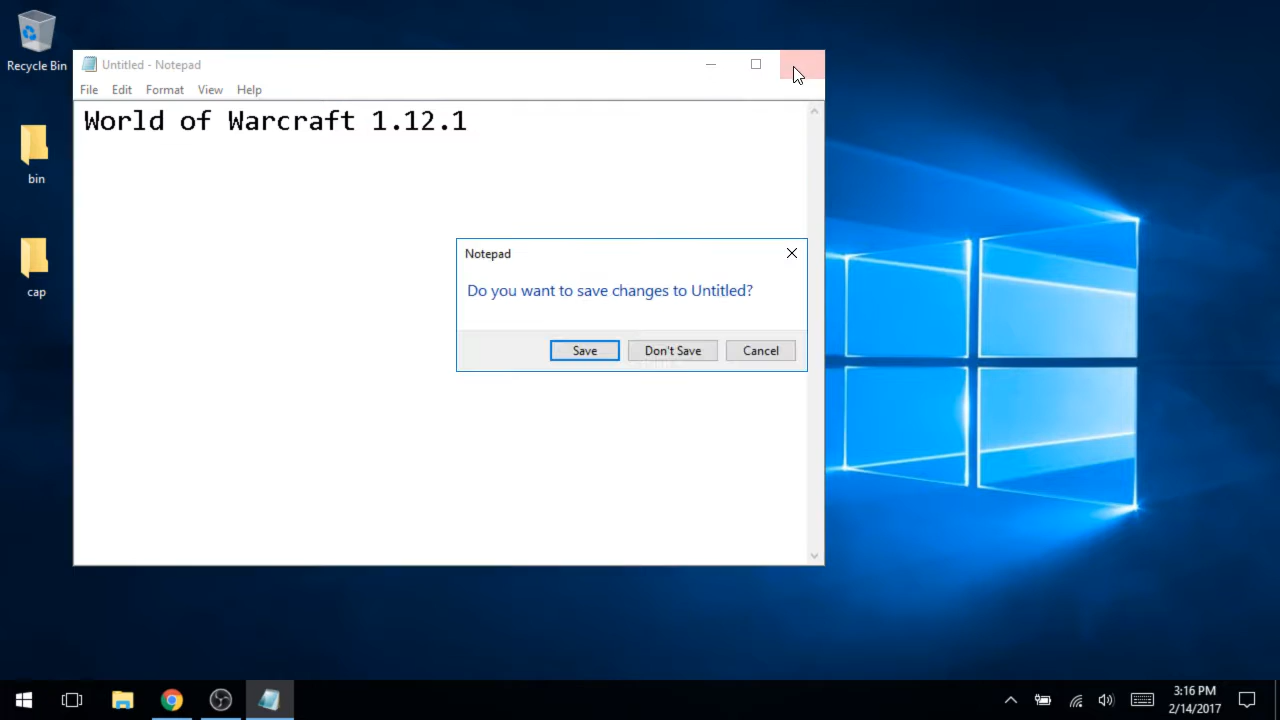 Recycle Bin
bin
cap
Untitled - Notepad
File Edit Format View Help
World of Warcraft 1.12.1
Notepad
Do you want to save changes to Untitled?
Save Don't Save Cancel
3:16 PM
2/14/2017